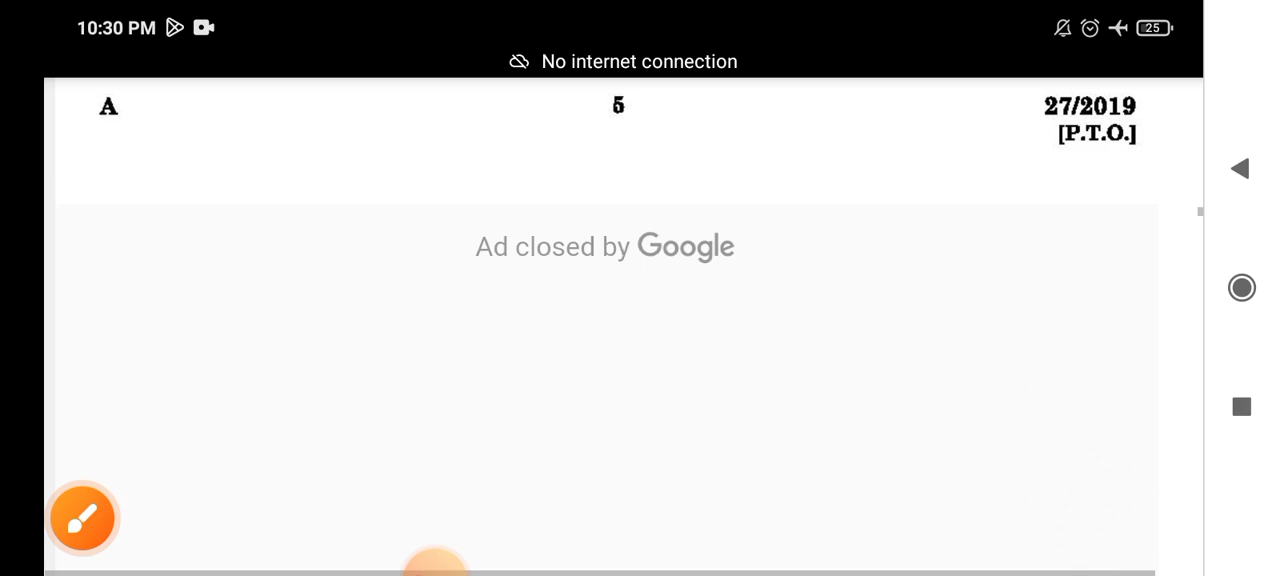 10:30 PM
25
No internet connection
A 5 27/2019
[P.T.O.]
Ad closed by Google